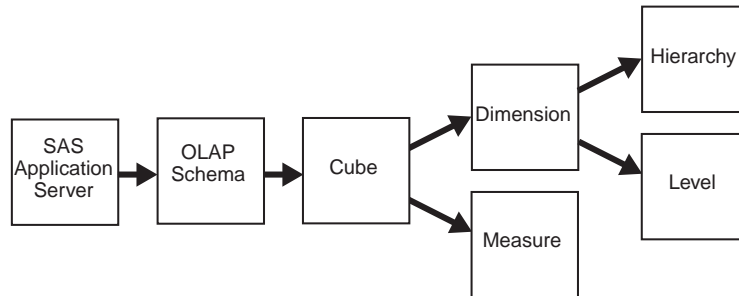 SAS
Application
Server
OLAP
Schema
Cube
Dimension
Measure
Hierarchy
Level